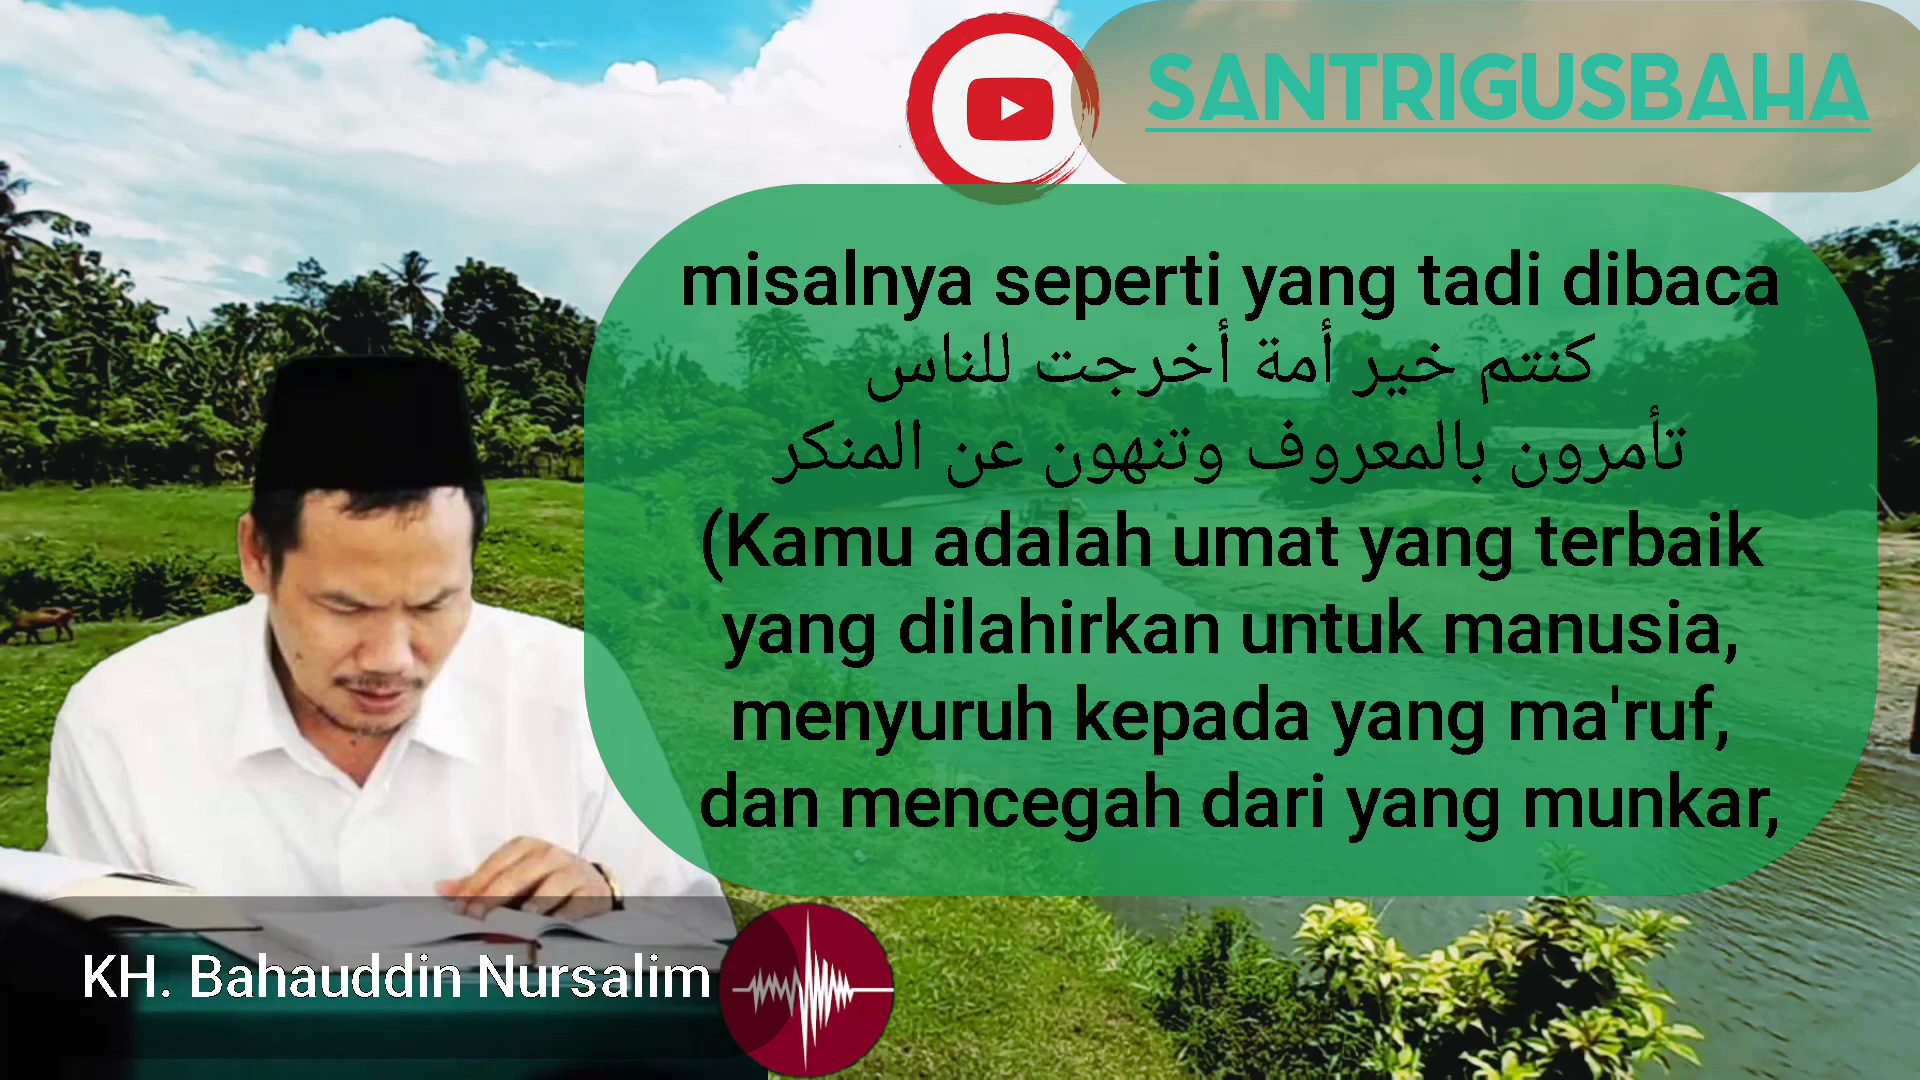 SANTRIGUSBAHA
misalnya seperti yang tadi dibaca
كنتم خير أمة أخرجت للناس
تأمرون بالمعروف وتنهون عن المنكر
(Kamu adalah umat yang terbaik
yang dilahirkan untuk manusia,
menyuruh kepada yang ma'ruf,
dan mencegah dari yang munkar,
KH. Bahauddin Nursalim